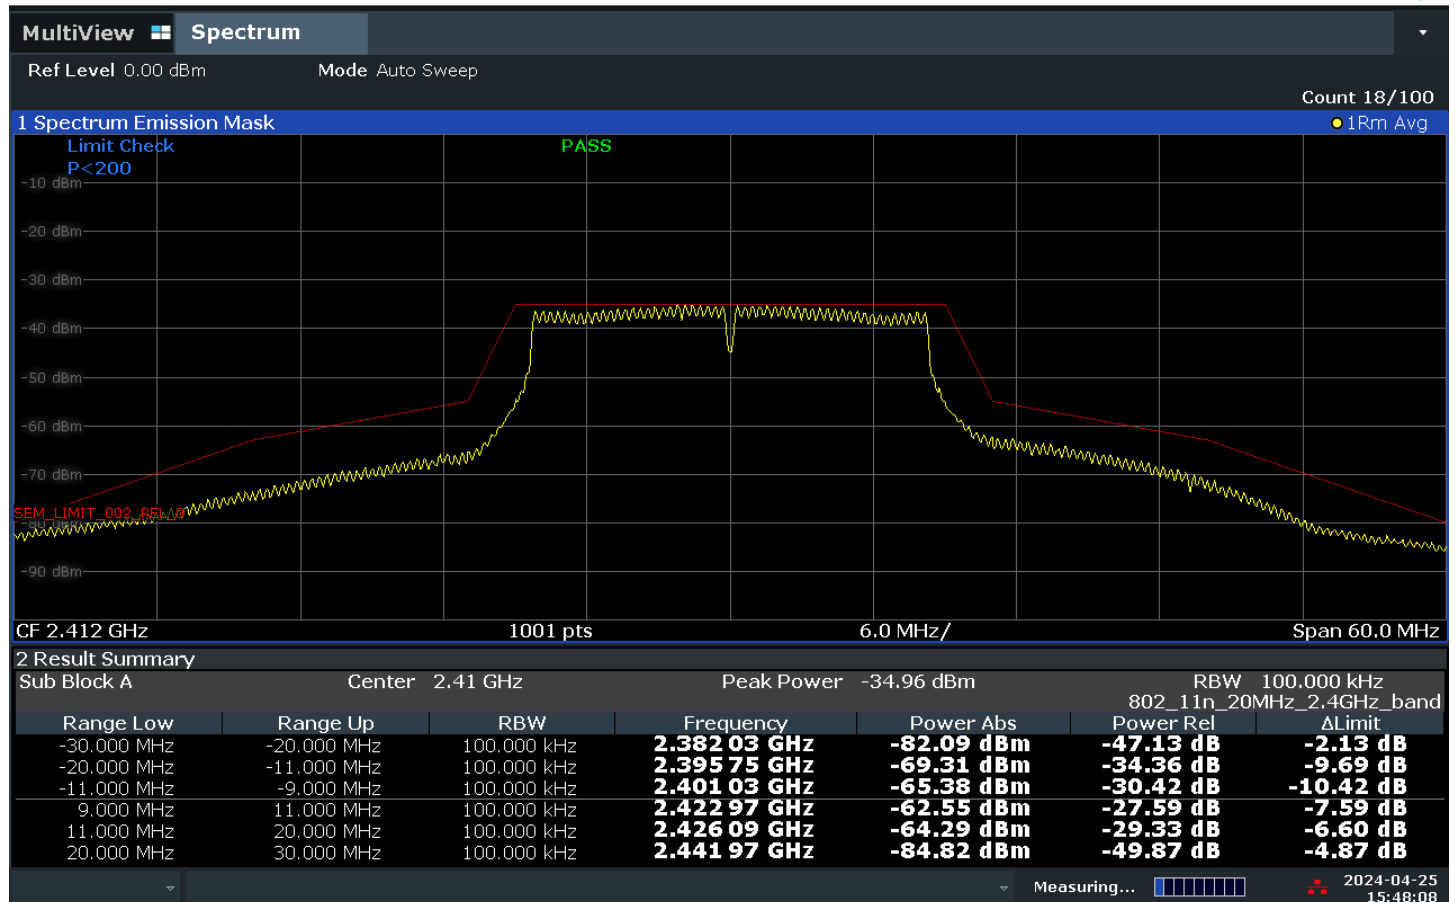 MultiView Spectrum
Ref Level 0.00 dBm Mode Auto Sweep
Count 18/100
1 Spectrum Emission Mask 1Rm Avg
Limit Check PASS
P<200
-10 dBm
-20 dBm
-30 dBm
-40 dBm
-50 dBm
-60 dBm
-70 dBm
SEM_LIMIT_002_REL_0
-80 dBm
-90 dBm
CF 2.412 GHz 1001 pts 6.0 MHz/ Span 60.0 MHz
2 Result Summary
Sub Block A Center 2.41 GHz Peak Power -34.96 dBm RBW 100.000 kHz
802_11n_20MHz_2.4GHz_band
Range Low Range Up RBW Frequency Power Abs Power Rel ΔLimit
-30.000 MHz -20.000 MHz 100.000 kHz 2.382 03 GHz -82.09 dBm -47.13 dB -2.13 dB
-20.000 MHz -11.000 MHz 100.000 kHz 2.395 75 GHz -69.31 dBm -34.36 dB -9.69 dB
-11.000 MHz -9.000 MHz 100.000 kHz 2.401 03 GHz -65.38 dBm -30.42 dB -10.42 dB
9.000 MHz 11.000 MHz 100.000 kHz 2.422 97 GHz -62.55 dBm -27.59 dB -7.59 dB
11.000 MHz 20.000 MHz 100.000 kHz 2.426 09 GHz -64.29 dBm -29.33 dB -6.60 dB
20.000 MHz 30.000 MHz 100.000 kHz 2.441 97 GHz -84.82 dBm -49.87 dB -4.87 dB
Measuring... 2024-04-25
15:48:08